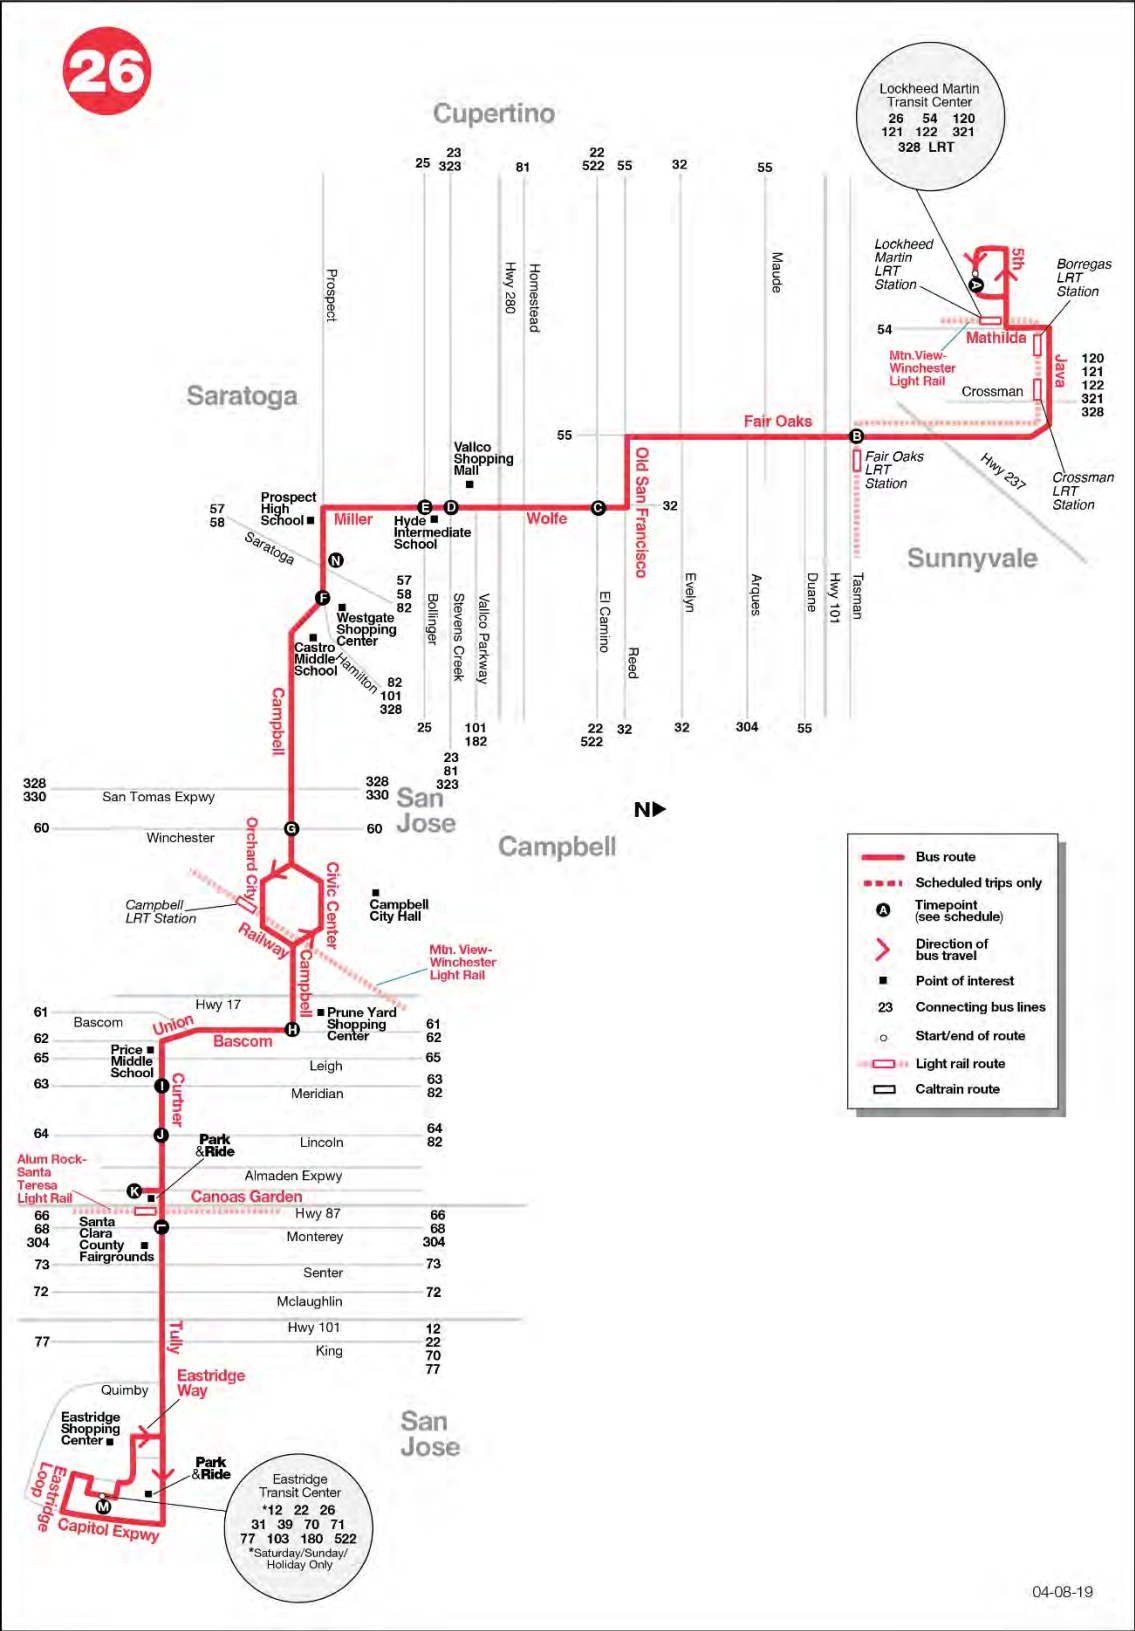 26
Cupertino
Lockheed Martin
Transit Center
26 54 120
121 122 321
328 LRT
25
23
323
81
22
522
55
32
55
Prospect
Hwy 280
Homestead
Maude
Lockheed
Martin
LRT
Station
5th
A
Borregas
LRT
Station
54
Mathilda
Mtn.View-
Winchester
Light Rail
Java
120
121
122
321
328
Crossman
Saratoga
Fair Oaks
55
B
Vallco
Shopping
Mall
Old San Francisco
Fair Oaks
LRT
Station
Hwy 237
Crossman
LRT
Station
Prospect
High
School
57
58
Miller
E
D
Wolfe
C
32
Hyde
Intermediate
School
Saratoga
N
Sunnyvale
F
57
58
82
Bollinger
Stevens Creek
Vallco Parkway
El Camino
Reed
Evelyn
Arques
Duane
Hwy 101
Tasman
Westgate
Shopping
Center
Castro
Middle
School
Hamilton
82
101
328
Campbell
25
23
81
323
101
182
22
522
32
32
304
55
328
330
San Tomas Expwy
328
330
San
Jose
N
60
Winchester
G
60
Campbell
Orchard City
Civic Center
Campbell
LRT Station
Campbell
City Hall
Railway
Campbell
Mtn. View-
Winchester
Light Rail
Bus route
Scheduled trips only
A
Timepoint
(see schedule)
Direction of
bus travel
Point of interest
23
Connecting bus lines
Start/end of route
Light rail route
Caltrain route
Hwy 17
61
Bascom
Union
Bascom
H
Prune Yard
Shopping
Center
61
62
62
Price
Middle
School
65
Leigh
65
63
I
Curtner
Meridian
63
82
64
J
Lincoln
64
82
Park
&Ride
Alum Rock-
Santa
Teresa
Light Rail
Almaden Expwy
K
Canoas Garden
66
68
304
Hwy 87
66
68
304
Santa
Clara
County
Fairgrounds
L
Monterey
73
Senter
73
72
Mclaughlin
72
Tully
Hwy 101
77
King
12
22
70
77
Quimby
Eastridge
Way
Eastridge
Shopping
Center
San
Jose
Park
&Ride
Eastridge
Loop
M
Capitol Expwy
Eastridge
Transit Center
*12 22 26
31 39 70 71
77 103 180 522
*Saturday/Sunday/
Holiday Only
04-08-19